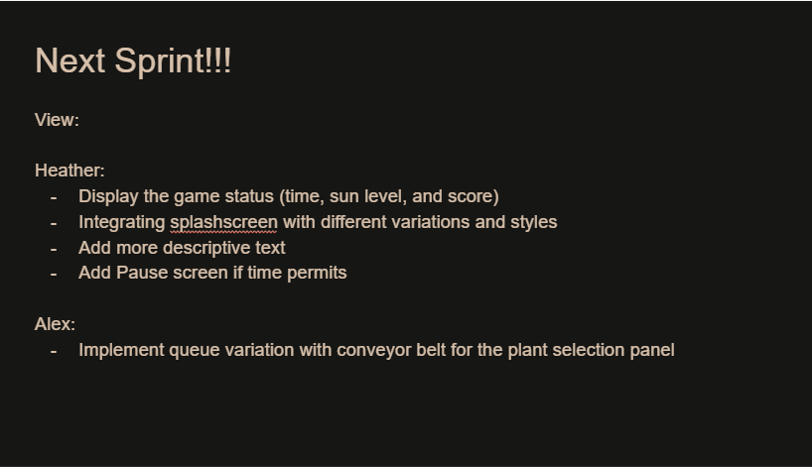 Next Sprint!!!
View:
Heather:
- Display the game status (time, sun level, and score)
- Integrating splashscreen with different variations and styles
- Add more descriptive text
- Add Pause screen if time permits
Alex:
- Implement queue variation with conveyor belt for the plant selection panel